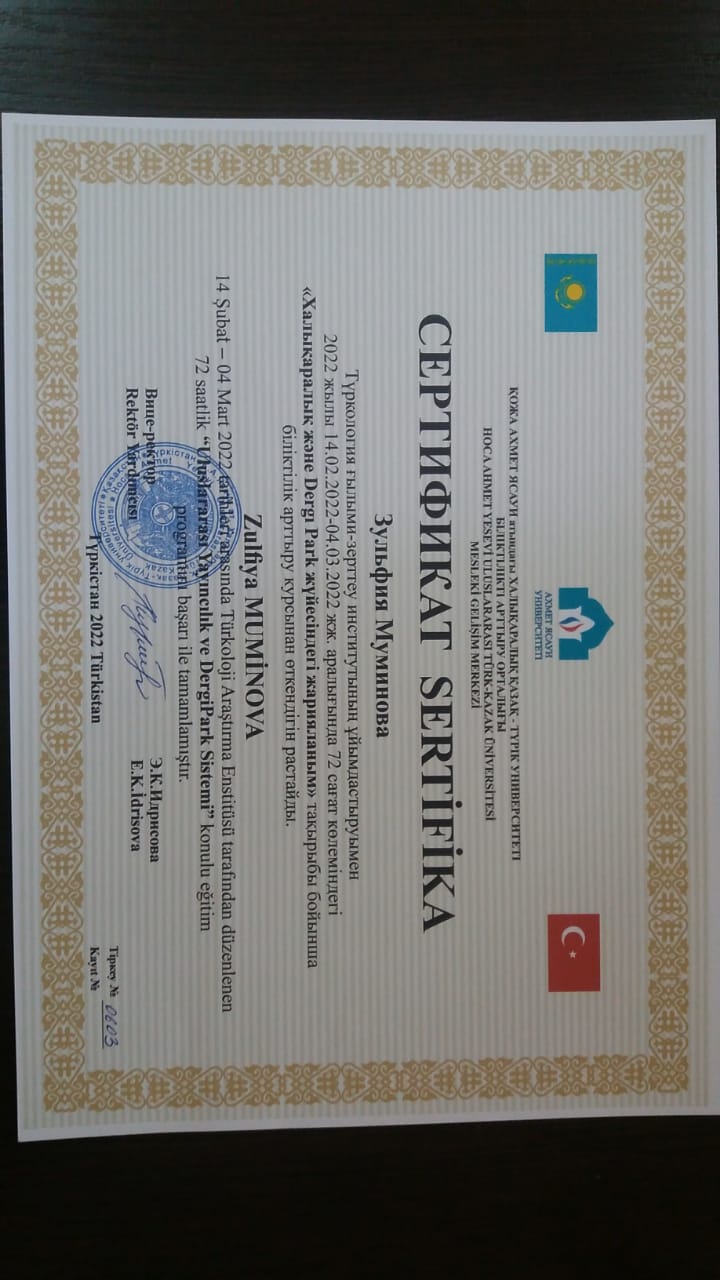 АХМЕТ ЯСАУИ
УНИВЕРСИТЕТІ
ҚОЖА АХМЕТ ЯСАУИ атындағы ХАЛЫҚАРАЛЫҚ ҚАЗАҚ - ТҮРІК УНИВЕРСИТЕТІ
БІЛІКТІЛІКТІ АРТТЫРУ ОРТАЛЫҒЫ
HOCA AHMET YESEVİ ULUSLARARASI TÜRK-KAZAK ÜNİVERSİTESİ
MESLEKİ GELİŞİM MERKEZİ
СЕРТИФИКАТ SERTİFİKA
Зульфия Муминова
Түркология ғылыми-зерттеу институтының ұйымдастыруымен
2022 жылы 14.02.2022-04.03.2022 жж. аралығында 72 сағат көлеміндегі
«Халықаралық және Dergı Park жүйесіндегі жарияланым» тақырыбы бойынша
біліктілік арттыру курсынан өткендігін растайды.
Zulfiya MUMİNOVA
14 Şubat – 04 Mart 2022 tarihleri arasında Türkoloji Araştırma Enstitüsü tarafından düzenlenen
72 saatlik “Uluslararası Yayıncılık ve DergiPark Sistemi” konulu eğitim
programını başarı ile tamamlamıştır.
Вице-ректор
Rektör Yardımcısı
Э.К.Идрисова
E.K.İdrisova
Тіркеу № 0603
Kayıt №
Түркістан 2022 Türkistan